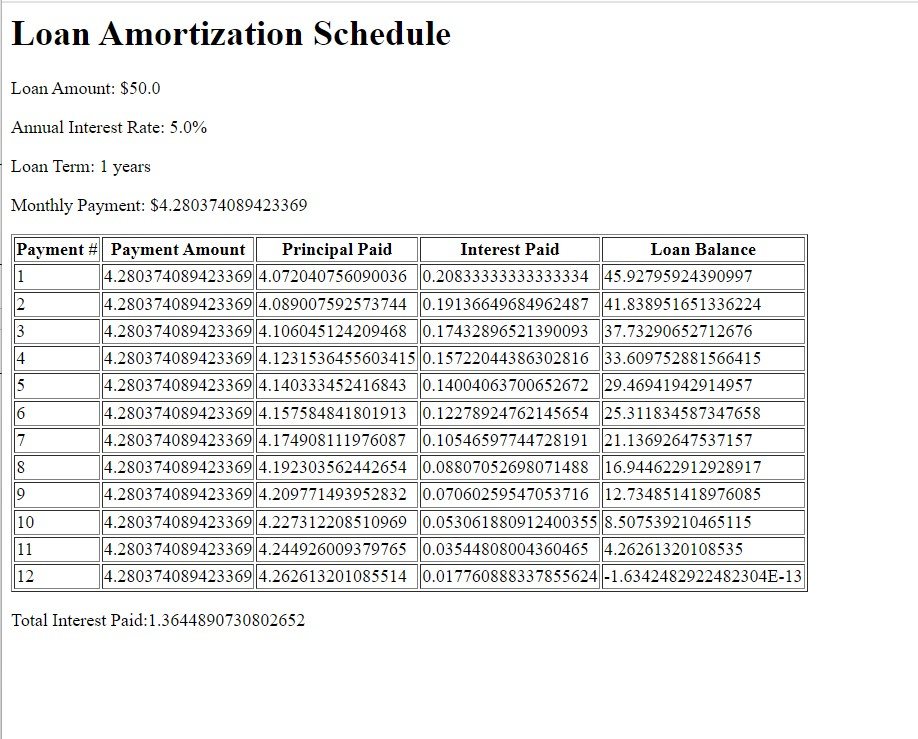 Loan Amortization Schedule
Loan Amount: $50.0
Annual Interest Rate: 5.0%
Loan Term: 1 years
Monthly Payment: $4.280374089423369
Payment # Payment Amount Principal Paid Interest Paid Loan Balance
1 4.280374089423369 4.072040756090036 0.20833333333333334 45.92795924390997
2 4.280374089423369 4.089007592573744 0.19136649684962487 41.838951651336224
3 4.280374089423369 4.106045124209468 0.17432896521390093 37.73290652712676
4 4.280374089423369 4.1231536455603415 0.15722044386302816 33.609752881566415
5 4.280374089423369 4.140333452416843 0.14004063700652672 29.46941942914957
6 4.280374089423369 4.157584841801913 0.12278924762145654 25.311834587347658
7 4.280374089423369 4.174908111976087 0.10546597744728191 21.13692647537157
8 4.280374089423369 4.192303562442654 0.08807052698071488 16.944622912928917
9 4.280374089423369 4.209771493952832 0.07060259547053716 12.734851418976085
10 4.280374089423369 4.227312208510969 0.053061880912400355 8.507539210465115
11 4.280374089423369 4.244926009379765 0.03544808004360465 4.26261320108535
12 4.280374089423369 4.262613201085514 0.017760888337855624 -1.6342482922482304E-13
Total Interest Paid:1.3644890730802652